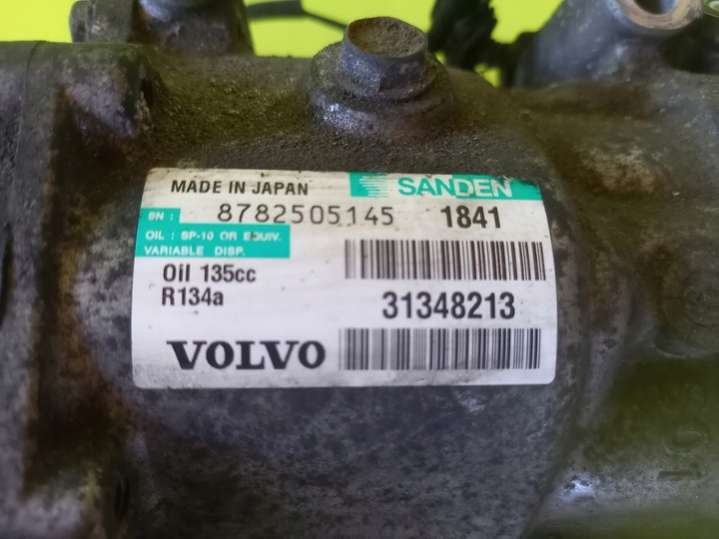 MADE IN JAPAN SANDEN
SN : 8782505145 1841
OIL : SP-10 OR EQUIV.
VARIABLE DISP.
Oil 135cc
R134a 31348213
VOLVO